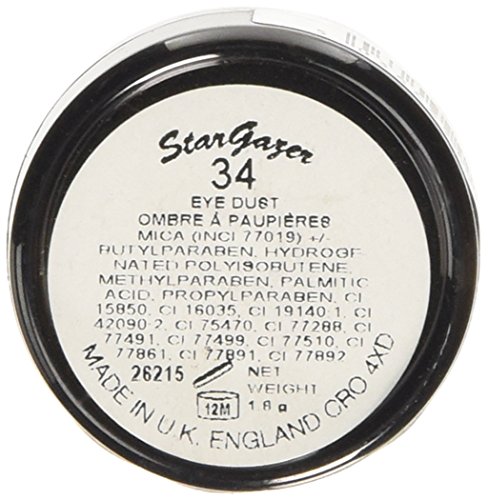 StarGazer
34
EYE DUST
OMBRE À PAUPIÈRES
MICA (INCI 77019) +/-
BUTYLPARABEN, HYDROGE
NATED POLYISOBUTENE,
METHYLPARABEN, PALMITIC
ACID, PROPYLPARABEN, CI
15850, CI 16035, CI 19140:1, CI
42090:2, CI 75470, CI 77288, CI
77491, CI 77499, CI 77510, CI
77861, CI 77891, CI 77892
26215
NET
WEIGHT
12M
1.8 g
MADE IN U.K. ENGLAND CRO 4XD